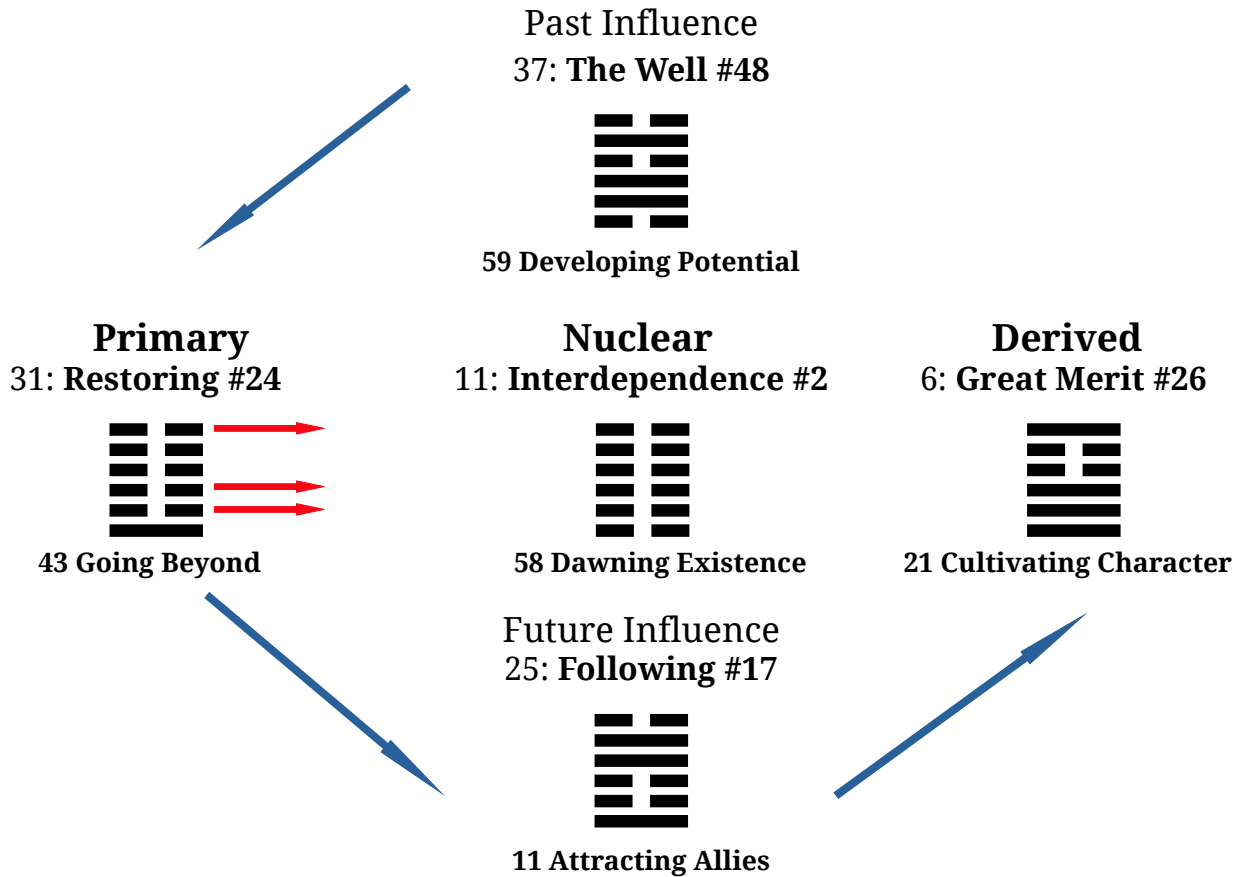 Past Influence
37: The Well #48
59 Developing Potential
Primary
31: Restoring #24
43 Going Beyond
Nuclear
11: Interdependence #2
58 Dawning Existence
Derived
6: Great Merit #26
21 Cultivating Character
Future Influence
25: Following #17
11 Attracting Allies